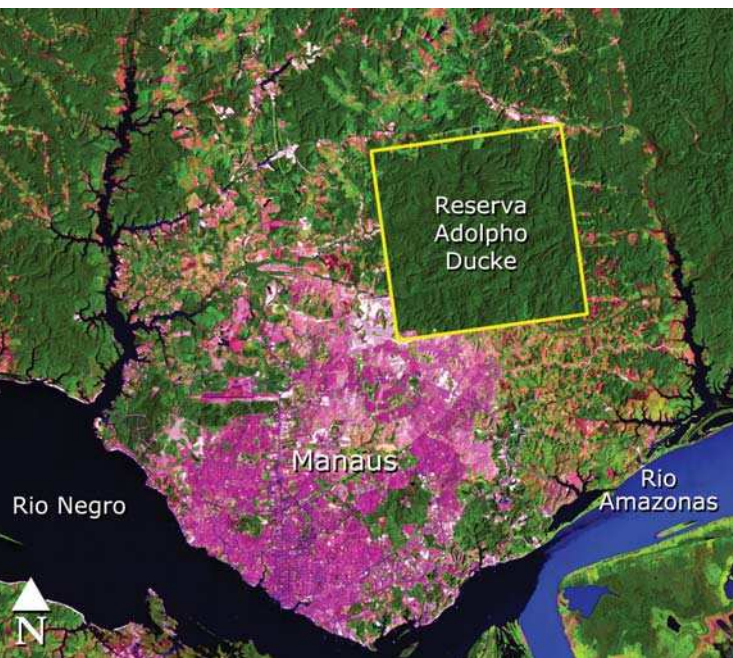 Reserva
Adolpho
Ducke
Manaus
Rio Negro
Rio
Amazonas
N